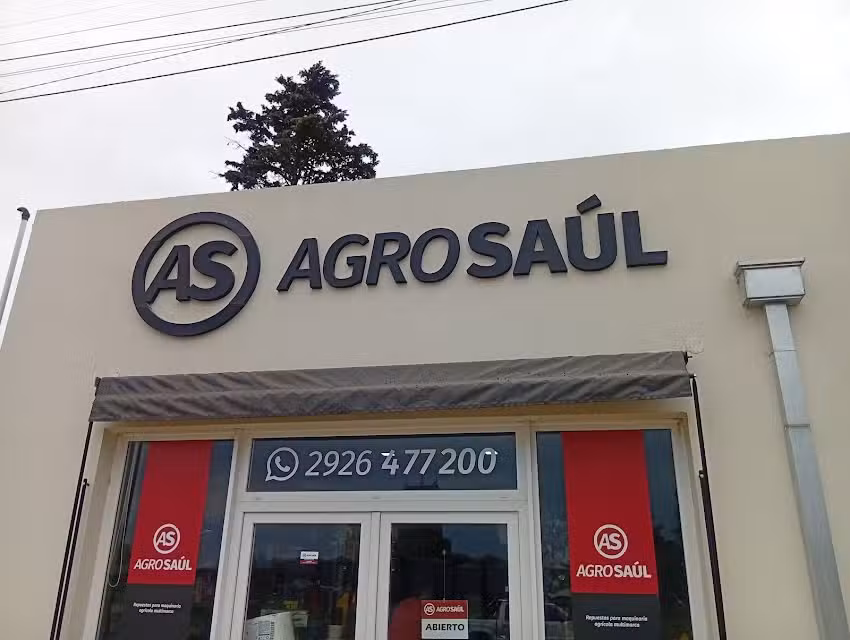 AS AGROSAÚL
2926 477200
AS
AGROSAÚL
Repuestos para maquinaria
agrícola multimarca
AS
AGROSAÚL
Repuestos para maquinaria
agrícola multimarca
AS AGROSAÚL
ABIERTO